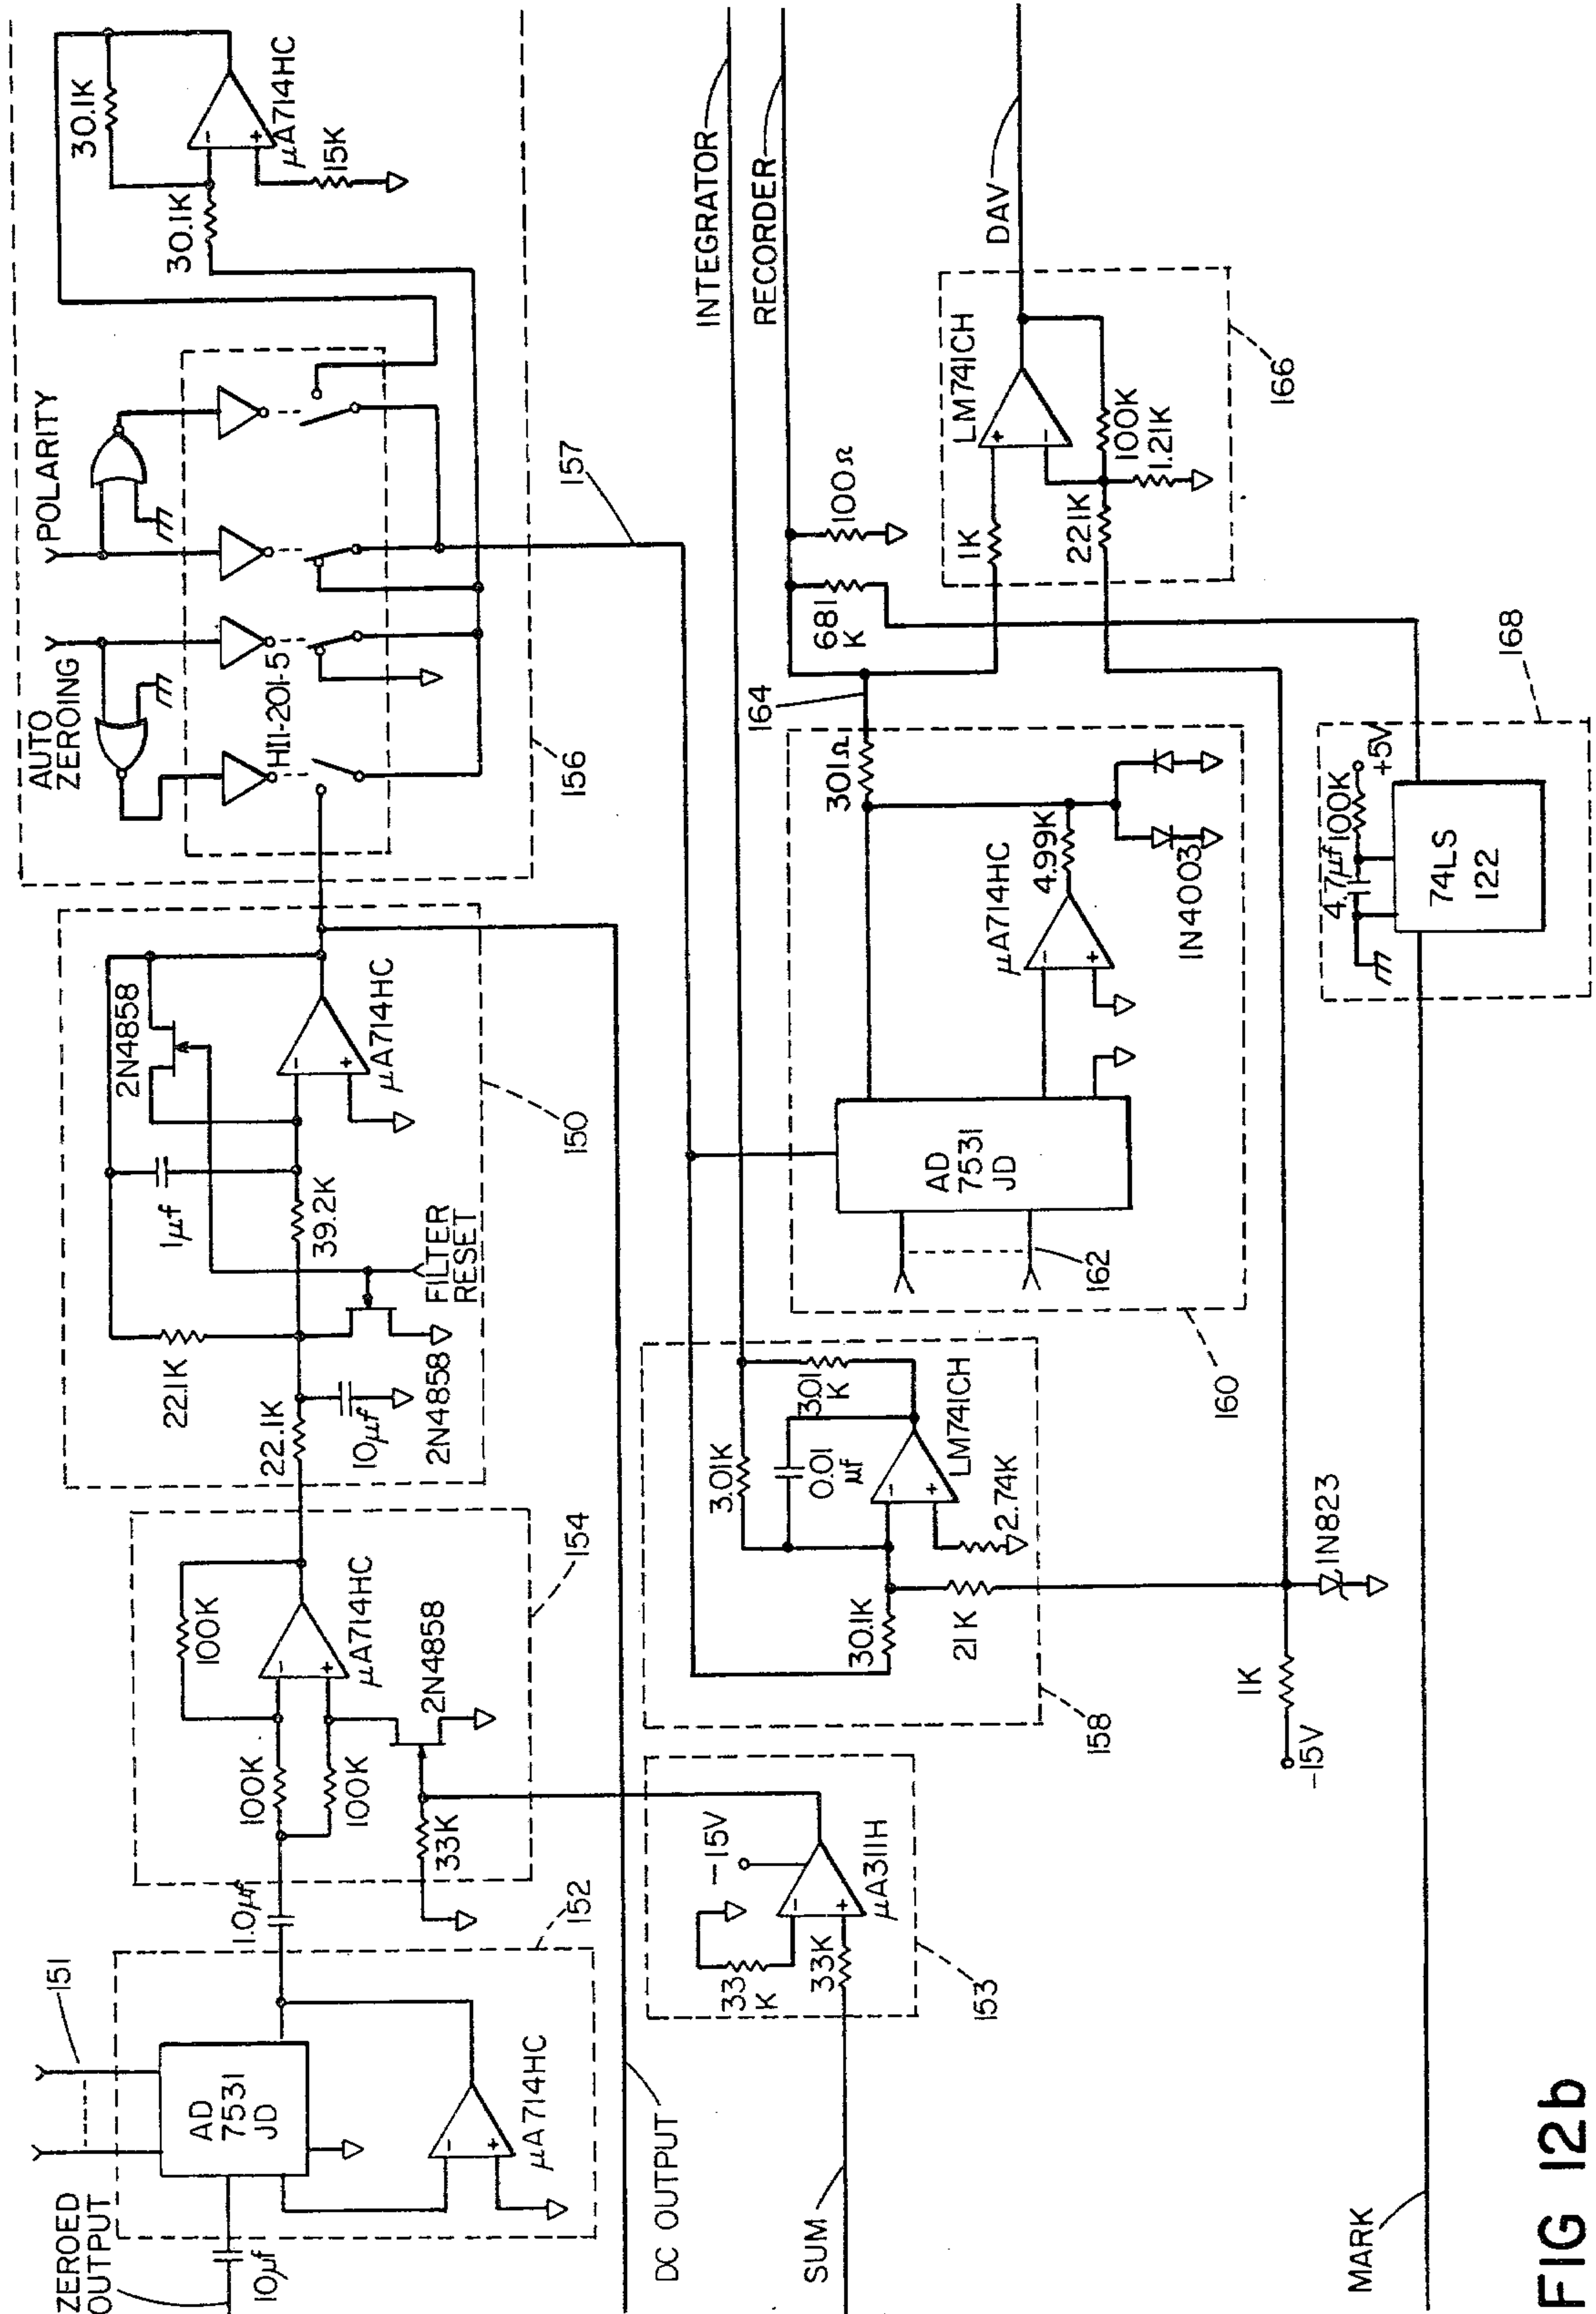 ZEROED
OUTPUT
10μf
151
AD
7531
JD
μA714HC
152
1.0μf
100K
100K
100K
μA714HC
2N4858
33K
154
22.1K
22.1K
10μf
2N4858
1μf
39.2K
FILTER
RESET
2N4858
μA714HC
150
AUTO
ZEROING
POLARITY
HI1-201-5
156
30.1K
30.1K
μA714HC
15K
157
DC OUTPUT
SUM
33
K
33K
-15V
μA311H
153
30.1K
21K
3.01K
0.01
μf
301
K
LM741CH
2.74K
158
1K
-15V
1N823
AD
7531
JD
162
μA714HC
4.99K
301Ω
1N4003
160
164
INTEGRATOR
RECORDER
681
K
100Ω
1K
221K
LM741CH
100K
1.21K
DAV
166
MARK
4.7μf
100K
+5V
74LS
122
168
FIG 12b